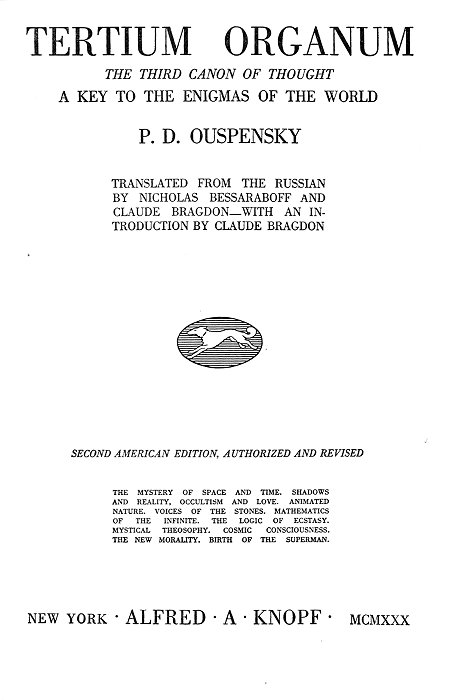 TERTIUM ORGANUM
THE THIRD CANON OF THOUGHT
A KEY TO THE ENIGMAS OF THE WORLD
P. D. OUSPENSKY
TRANSLATED FROM THE RUSSIAN
BY NICHOLAS BESSARABOFF AND
CLAUDE BRAGDON—WITH AN IN-
TRODUCTION BY CLAUDE BRAGDON
SECOND AMERICAN EDITION, AUTHORIZED AND REVISED
THE MYSTERY OF SPACE AND TIME. SHADOWS
AND REALITY. OCCULTISM AND LOVE. ANIMATED
NATURE. VOICES OF THE STONES. MATHEMATICS
OF THE INFINITE. THE LOGIC OF ECSTASY.
MYSTICAL THEOSOPHY. COSMIC CONSCIOUSNESS.
THE NEW MORALITY. BIRTH OF THE SUPERMAN.
NEW YORK · ALFRED · A · KNOPF · MCMXXX